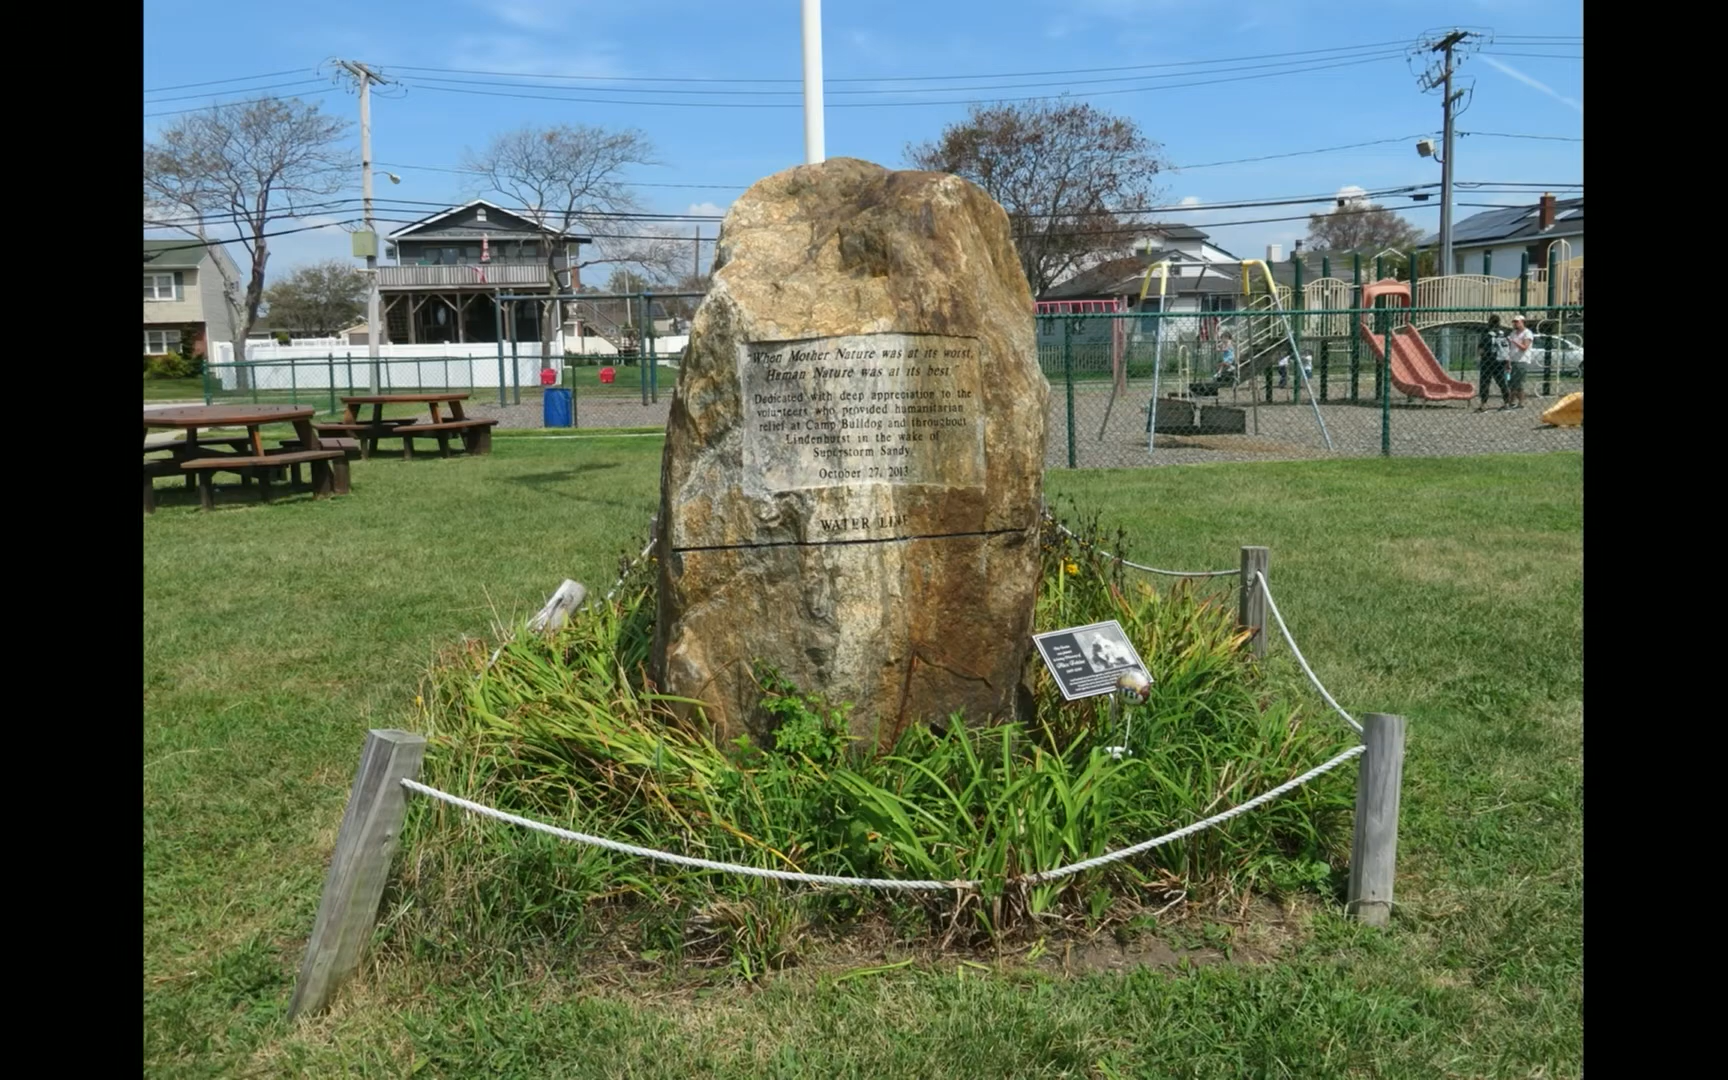 "When Mother Nature was at its worst,
Human Nature was at its best."
Dedicated with deep appreciation to the
volunteers who provided humanitarian
relief at Camp Bulldog and throughout
Lindenhurst in the wake of
Superstorm Sandy
October 27, 2013
WATER LINE